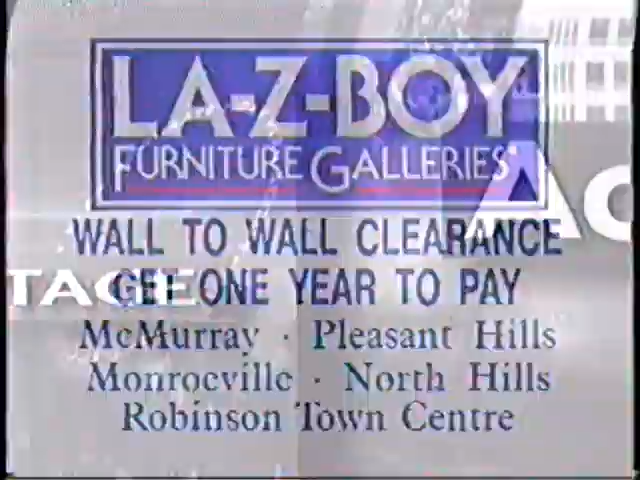 LA-Z-BOY
FURNITURE GALLERIES
WALL TO WALL CLEARANCE
GET ONE YEAR TO PAY
McMurray · Pleasant Hills
Monroeville · North Hills
Robinson Town Centre
TAGE
AC